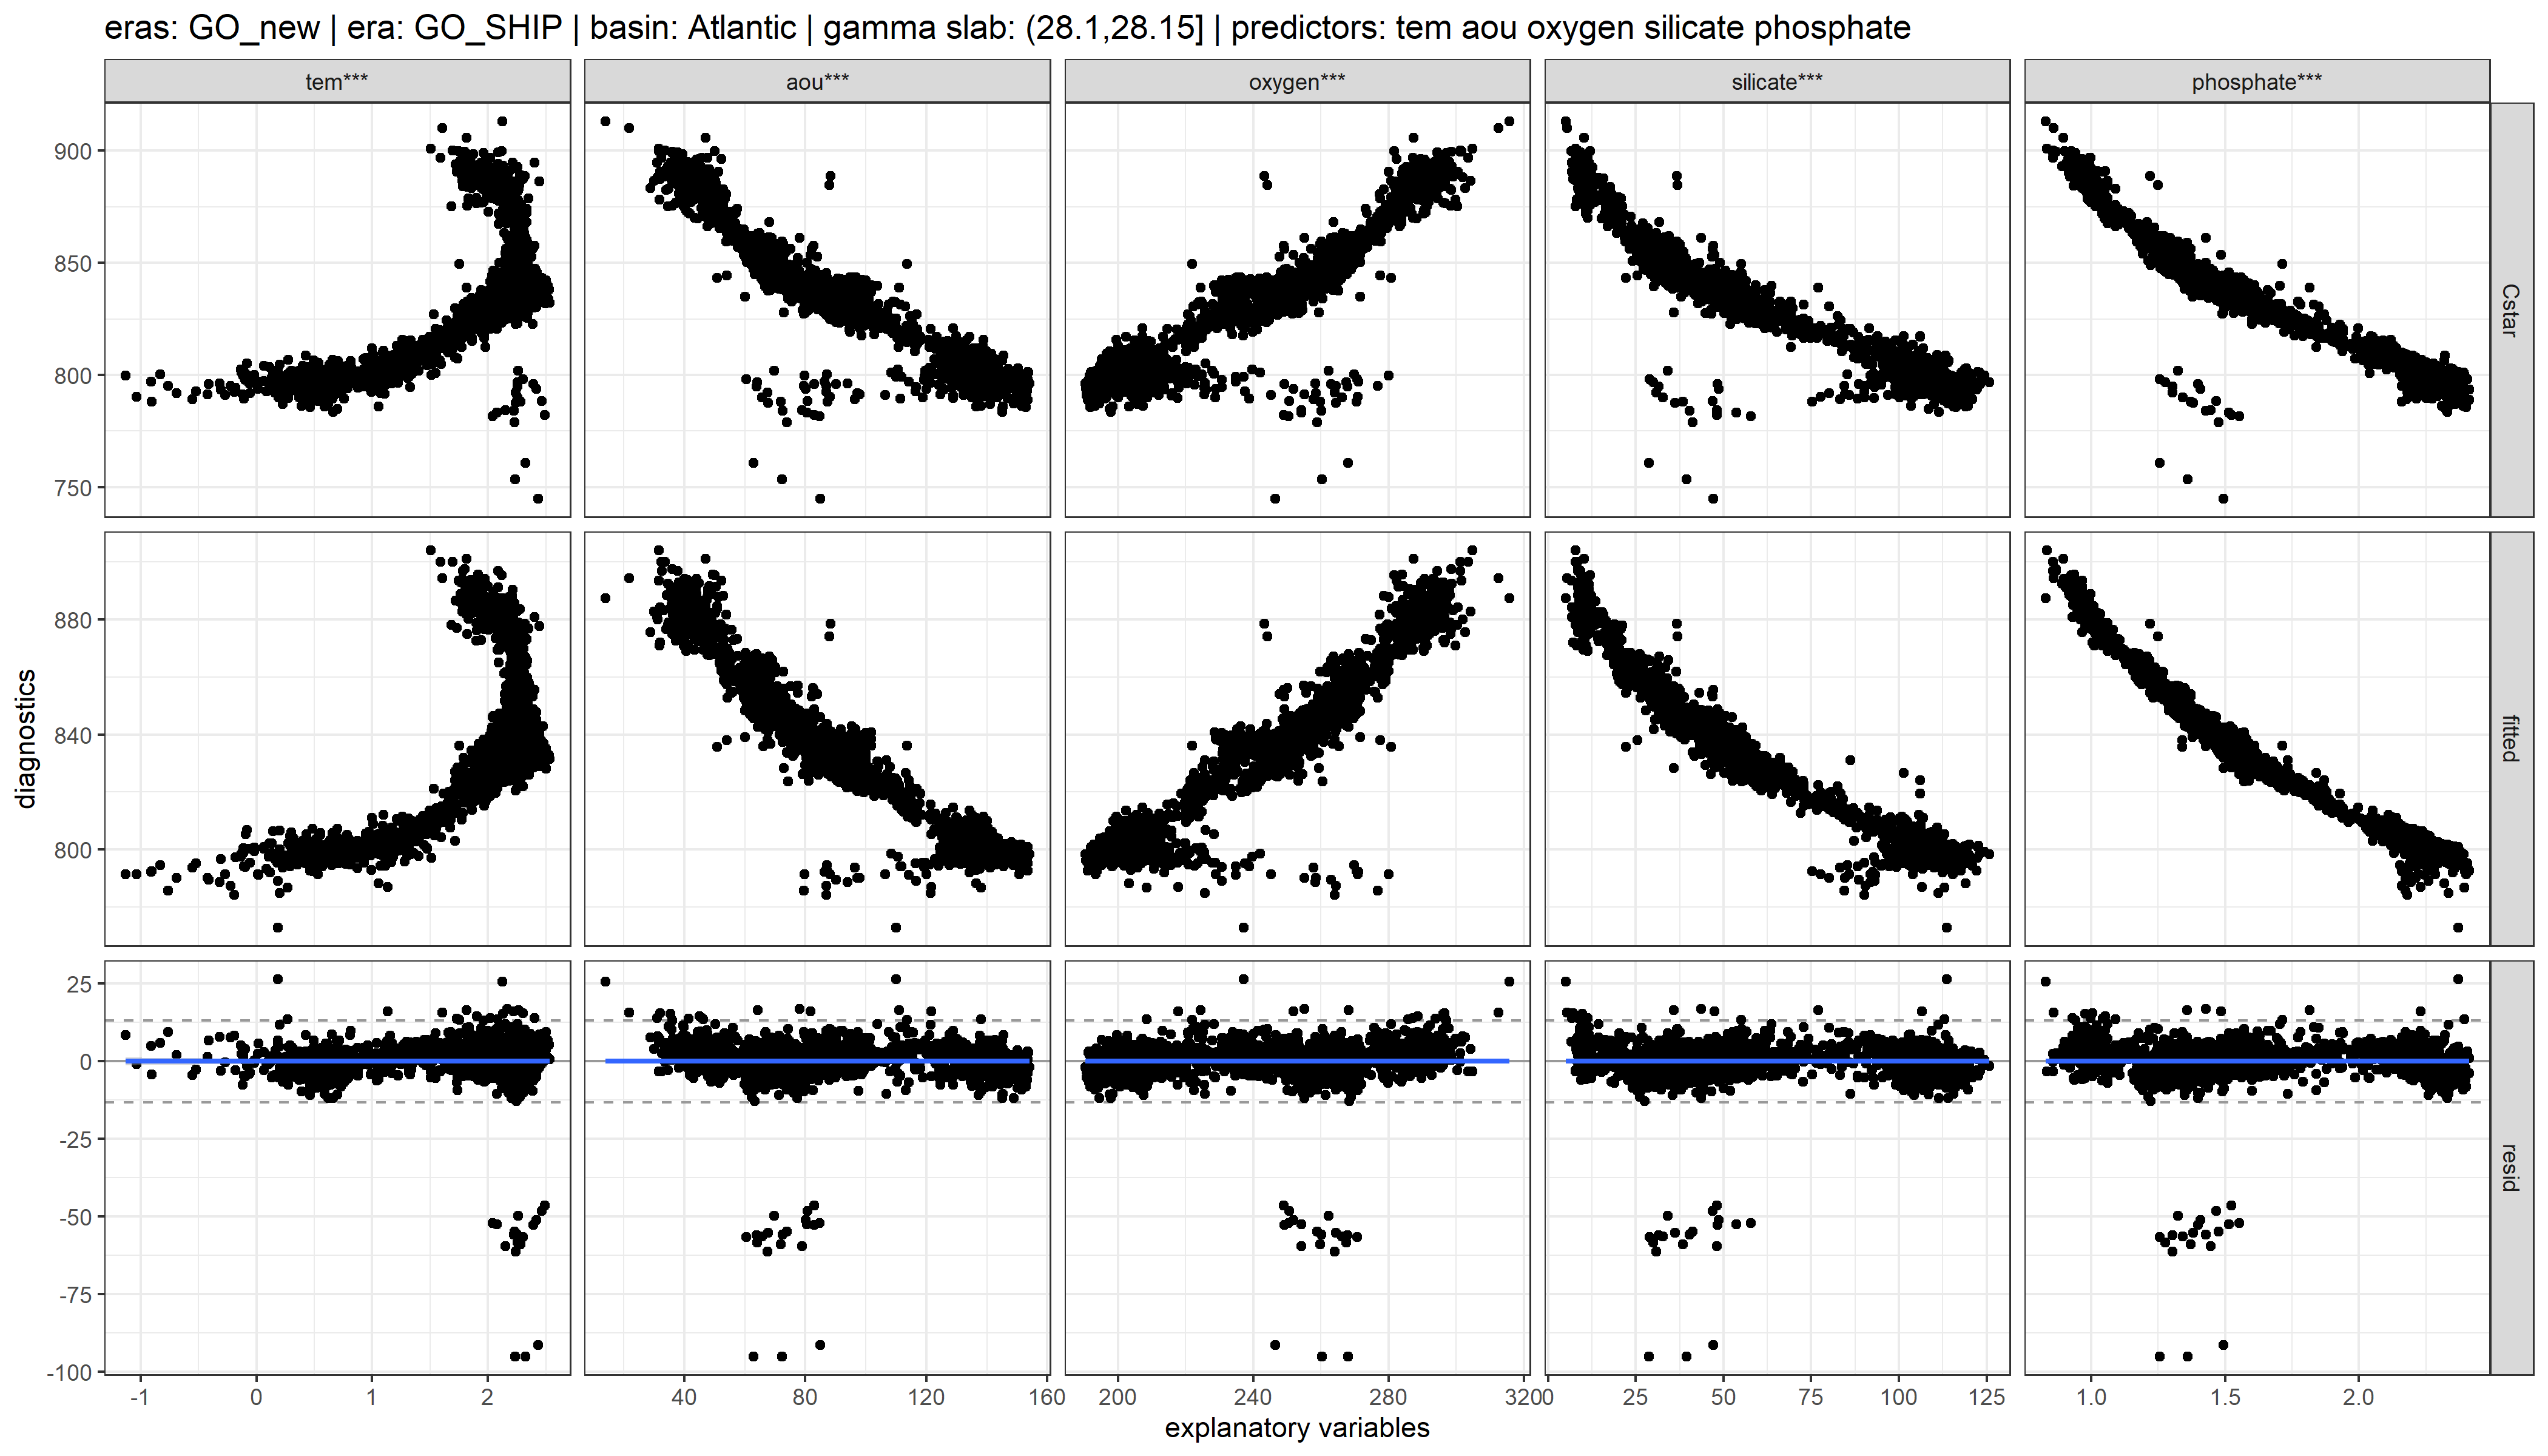 eras: GO_new | era: GO_SHIP | basin: Atlantic | gamma slab: (28.1,28.15] | predictors: tem aou oxygen silicate phosphate
tem*** aou*** oxygen*** silicate*** phosphate***
900
850
800
750
Cstar
880
840
800
fitted
diagnostics
25
0
-25
-50
-75
-100
resid
-1 0 1 2 40 80 120 160 200 240 280 320 0 25 50 75 100 125 1.0 1.5 2.0
explanatory variables